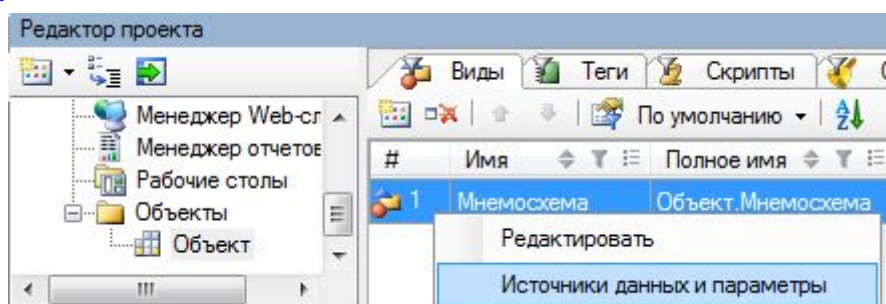 Редактор проекта
Виды Теги Скрипты
По умолчанию
Менеджер Web-сг
Менеджер отчетов
Рабочие столы
Объекты
Объект
# Имя Полное имя
1 Мнемосхема Объект.Мнемосхема
Редактировать
Источники данных и параметры